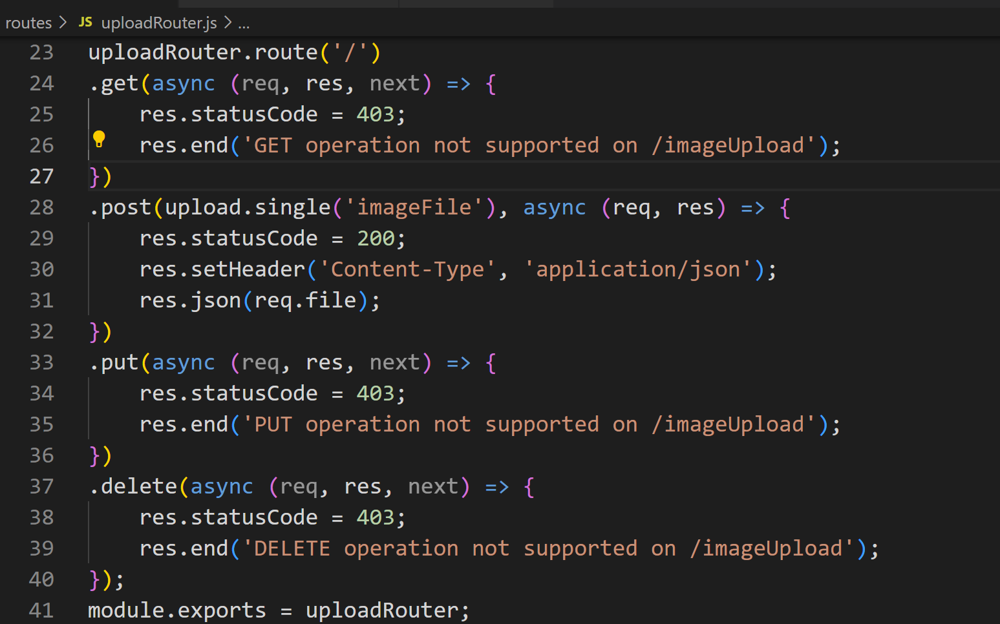 routes > JS uploadRouter.js > ...
23 uploadRouter.route('/')
24 .get(async (req, res, next) => {
25     res.statusCode = 403;
26     res.end('GET operation not supported on /imageUpload');
27 })
28 .post(upload.single('imageFile'), async (req, res) => {
29     res.statusCode = 200;
30     res.setHeader('Content-Type', 'application/json');
31     res.json(req.file);
32 })
33 .put(async (req, res, next) => {
34     res.statusCode = 403;
35     res.end('PUT operation not supported on /imageUpload');
36 })
37 .delete(async (req, res, next) => {
38     res.statusCode = 403;
39     res.end('DELETE operation not supported on /imageUpload');
40 });
41 module.exports = uploadRouter;